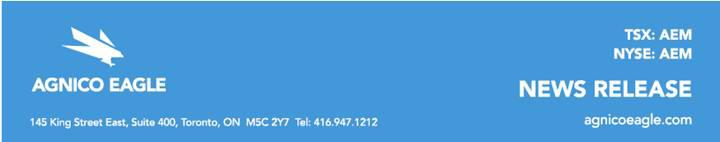 TSX: AEM
NYSE: AEM
AGNICO EAGLE
NEWS RELEASE
145 King Street East, Suite 400, Toronto, ON M5C 2Y7 Tel: 416.947.1212
agnicoeagle.com